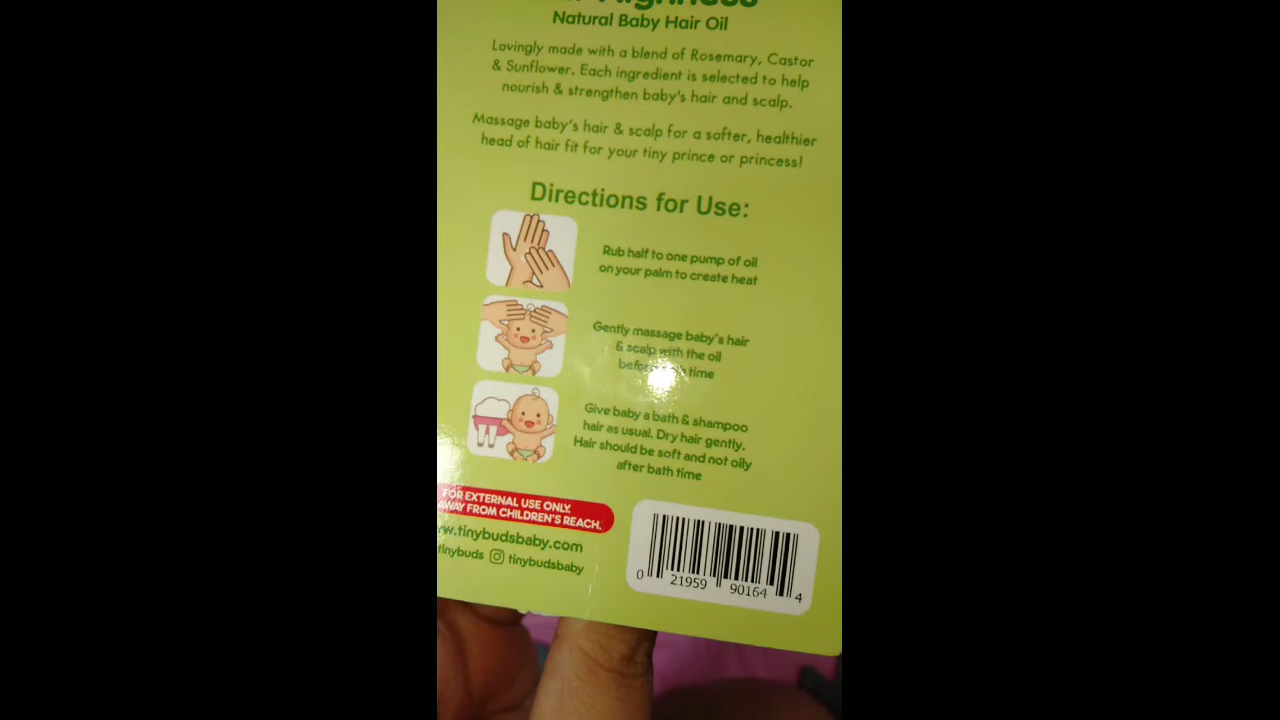 Natural Baby Hair Oil
Lovingly made with a blend of Rosemary, Castor
& Sunflower. Each ingredient is selected to help
nourish & strengthen baby's hair and scalp.
Massage baby's hair & scalp for a softer, healthier
head of hair fit for your tiny prince or princess!
Directions for Use:
Rub half to one pump of oil
on your palm to create heat
Gently massage baby's hair
& scalp with the oil
before bath time
Give baby a bath & shampoo
hair as usual. Dry hair gently.
Hair should be soft and not oily
after bath time
FOR EXTERNAL USE ONLY.
AWAY FROM CHILDREN'S REACH.
w.tinybudsbaby.com
tinybuds tinybudsbaby
0 21959 90164 4